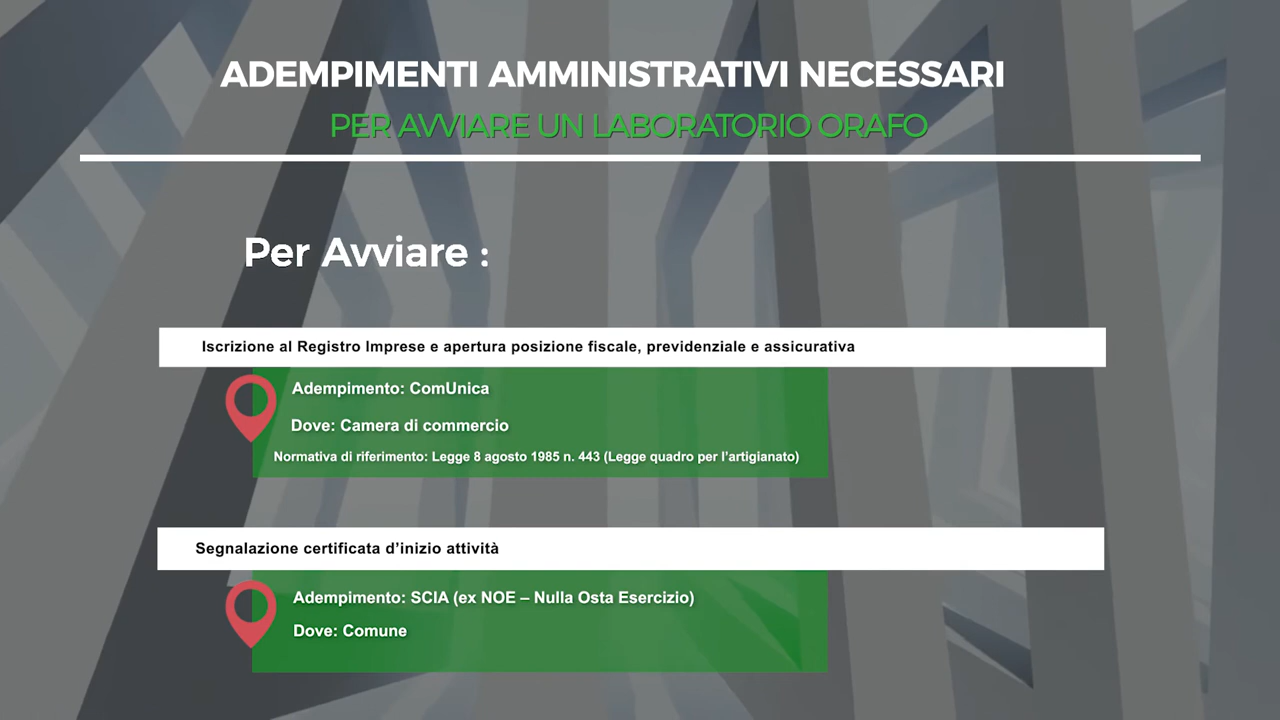 ADEMPIMENTI AMMINISTRATIVI NECESSARI
PER AVVIARE UN LABORATORIO ORAFO
Per Avviare :
Iscrizione al Registro Imprese e apertura posizione fiscale, previdenziale e assicurativa
Adempimento: ComUnica
Dove: Camera di commercio
Normativa di riferimento: Legge 8 agosto 1985 n. 443 (Legge quadro per l’artigianato)
Segnalazione certificata d’inizio attività
Adempimento: SCIA (ex NOE – Nulla Osta Esercizio)
Dove: Comune